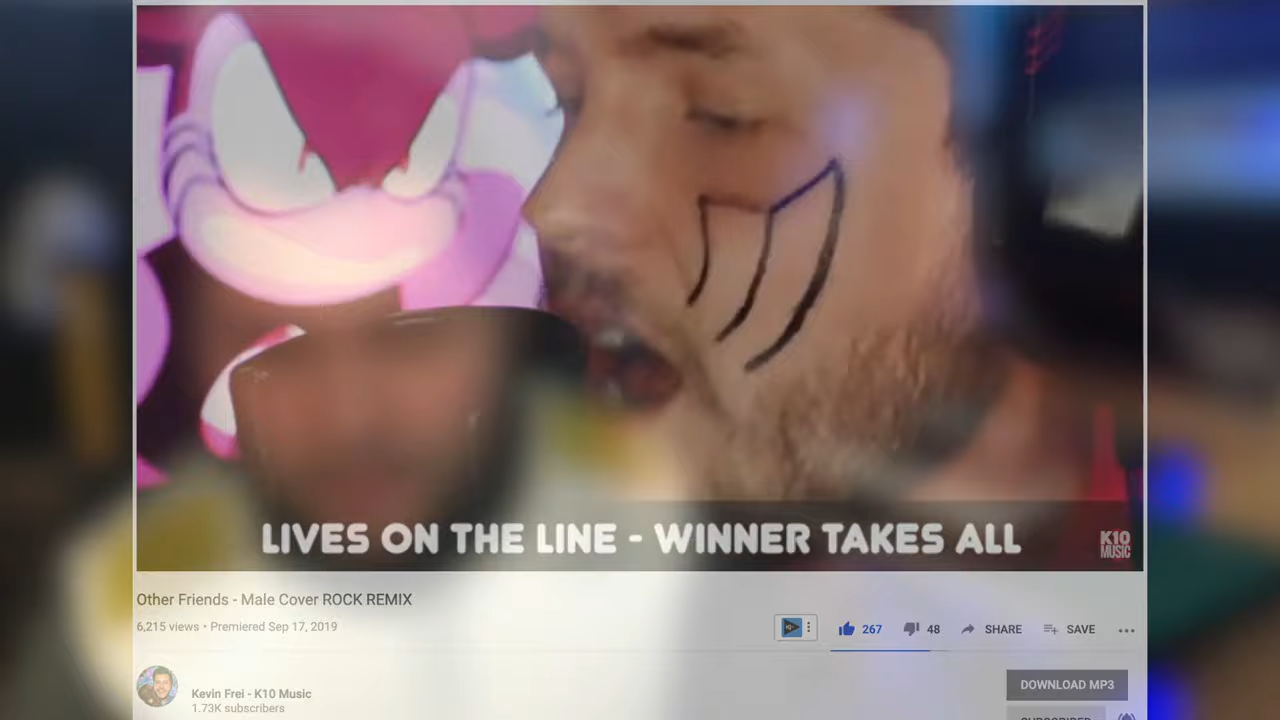 LIVES ON THE LINE - WINNER TAKES ALL
K10
MUSIC
Other Friends - Male Cover ROCK REMIX
6,215 views • Premiered Sep 17, 2019
267
48
SHARE
SAVE
Kevin Frei - K10 Music
1.73K subscribers
DOWNLOAD MP3
SUBSCRIBED